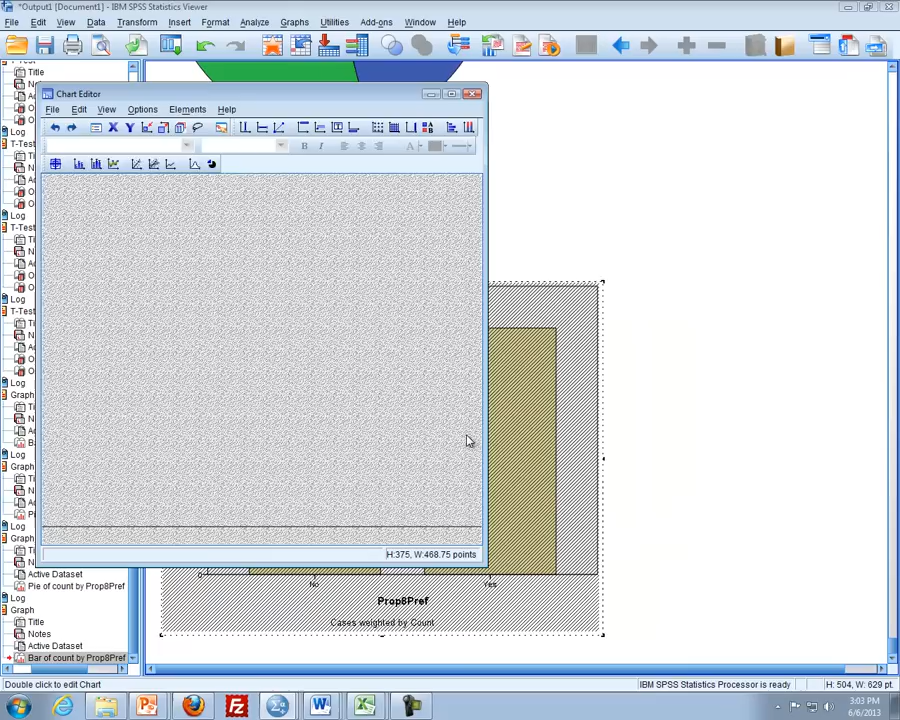 *Output1 [Document1] - IBM SPSS Statistics Viewer
File Edit View Data Transform Insert Format Analyze Graphs Utilities Add-ons Window Help
Title
Log
T-Test
Log
T-Test
Log
T-Test
Log
Graph
Log
Graph
Log
Graph
Active Dataset
Pie of count by Prop8Pref
Log
Graph
Title
Notes
Active Dataset
Bar of count by Prop8Pref
Chart Editor
File Edit View Options Elements Help
X Y
B I A
H:375, W:468.75 points
0
No Yes
Prop8Pref
Cases weighted by Count
Double click to edit Chart
IBM SPSS Statistics Processor is ready
H: 504, W: 629 pt.
3:03 PM
6/6/2013